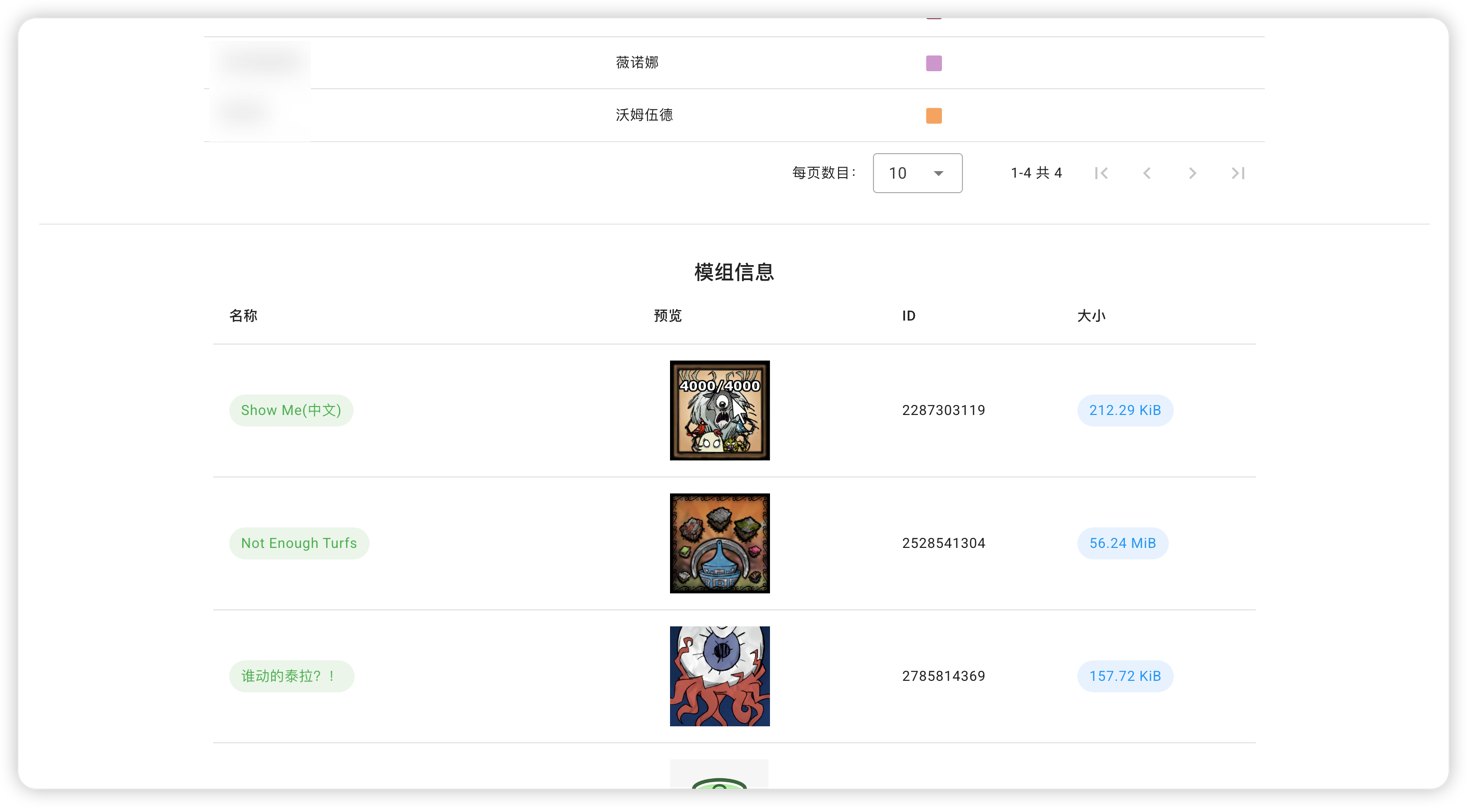 薇诺娜
沃姆伍德
每页数目：
10
1-4 共 4
模组信息
名称 预览 ID 大小
Show Me(中文) 4000/4000 2287303119 212.29 KiB
Not Enough Turfs 2528541304 56.24 MiB
谁动的泰拉？！ 2785814369 157.72 KiB